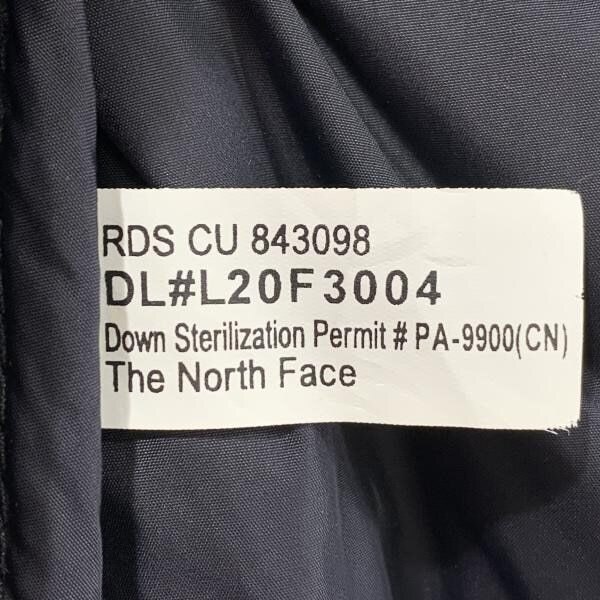 RDS CU 843098
DL#L20F3004
Down Sterilization Permit # PA-9900(CN)
The North Face